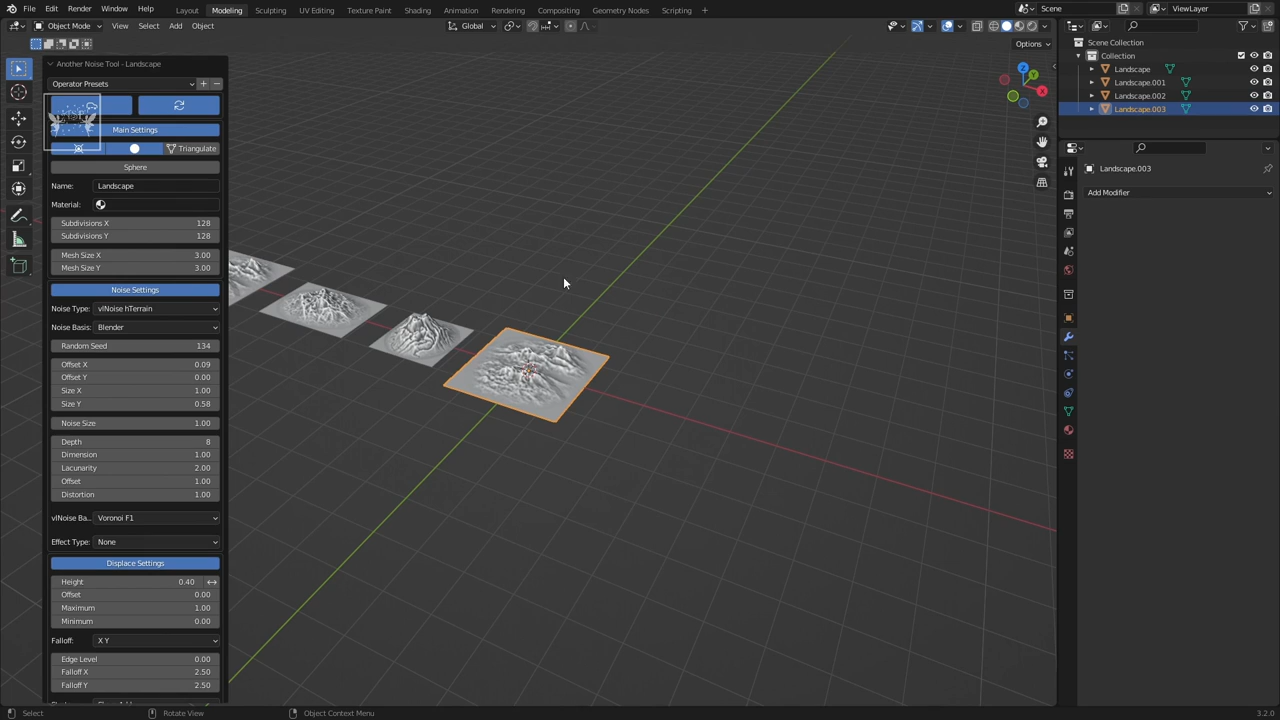 File Edit Render Window Help Layout Modeling Sculpting UV Editing Texture Paint Shading Animation Rendering Compositing Geometry Nodes Scripting + Scene ViewLayer
Object Mode View Select Add Object Global
Options
Another Noise Tool - Landscape
Operator Presets + −
Main Settings
Triangulate
Sphere
Name: Landscape
Material:
Subdivisions X 128
Subdivisions Y 128
Mesh Size X 3.00
Mesh Size Y 3.00
Noise Settings
Noise Type: vlNoise hTerrain
Noise Basis: Blender
Random Seed 134
Offset X 0.09
Offset Y 0.00
Size X 1.00
Size Y 0.58
Noise Size 1.00
Depth 8
Dimension 1.00
Lacunarity 2.00
Offset 1.00
Distortion 1.00
vlNoise Ba.. Voronoi F1
Effect Type: None
Displace Settings
Height 0.40
Offset 0.00
Maximum 1.00
Minimum 0.00
Falloff: X Y
Edge Level 0.00
Falloff X 2.50
Falloff Y 2.50
Z
Y
X
Scene Collection
Collection
Landscape
Landscape.001
Landscape.002
Landscape.003
Landscape.003
Add Modifier
Select Rotate View Object Context Menu 3.2.0